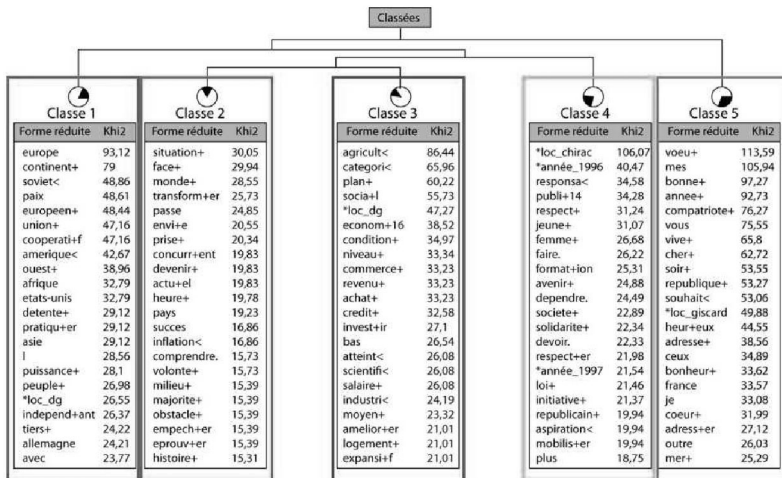 Classées
Classe 1
Forme réduite Khi2
europe 93,12
continent+ 79
soviet< 48,86
paix 48,61
europeen+ 48,44
union+ 47,16
cooperati+f 47,16
amerique< 42,67
ouest+ 38,96
afrique 32,79
etats-unis 32,79
detente+ 29,12
pratiqu+er 29,12
asie 29,12
l 28,56
puissance+ 28,1
peuple+ 26,98
*loc_dg 26,55
independ+ant 26,37
tiers+ 24,22
allemagne 24,21
avec 23,77
Classe 2
Forme réduite Khi2
situation+ 30,05
face+ 29,94
monde+ 28,55
transform+er 25,73
passe 24,85
envi+e 20,55
prise+ 20,34
concurr+ent 19,83
devenir+ 19,83
actu+el 19,83
heure+ 19,78
pays 19,23
succes 16,86
inflation< 16,86
comprendre. 15,73
volonte+ 15,73
milieu+ 15,39
majorite+ 15,39
obstacle+ 15,39
empech+er 15,39
eprouv+er 15,39
histoire+ 15,31
Classe 3
Forme réduite Khi2
agricult< 86,44
categori< 65,96
plan+ 60,22
socia+l 55,73
*loc_dg 47,27
econom+16 38,52
condition+ 34,97
niveau+ 33,34
commerce+ 33,23
revenu+ 33,23
achat+ 33,23
credit+ 32,58
invest+ir 27,1
bas 26,54
atteint< 26,08
scientifi< 26,08
salaire+ 26,08
industri< 24,19
moyen+ 23,32
amelior+er 21,01
logement+ 21,01
expansi+f 21,01
Classe 4
Forme réduite Khi2
*loc_chirac 106,07
*année_1996 40,47
responsa< 34,58
publi+14 34,28
respect+ 31,24
jeune+ 31,07
femme+ 26,68
faire. 26,22
format+ion 25,31
avenir+ 24,88
dependre. 24,49
societe+ 22,89
solidarite+ 22,34
devoir. 22,33
respect+er 21,98
*année_1997 21,54
loi+ 21,46
initiative+ 21,37
republicain+ 19,94
aspiration< 19,94
mobilis+er 19,94
plus 18,75
Classe 5
Forme réduite Khi2
voeu+ 113,59
mes 105,94
bonne+ 97,27
annee+ 92,73
compatriote+ 76,27
vous 75,55
vive+ 65,8
cher+ 62,72
soir+ 53,55
republique+ 53,27
souhait< 53,06
*loc_giscard 49,88
heur+eux 44,55
adresse+ 38,56
ceux 34,89
bonheur+ 33,62
france 33,57
je 33,08
coeur+ 31,99
adress+er 27,12
outre 26,03
mer+ 25,29